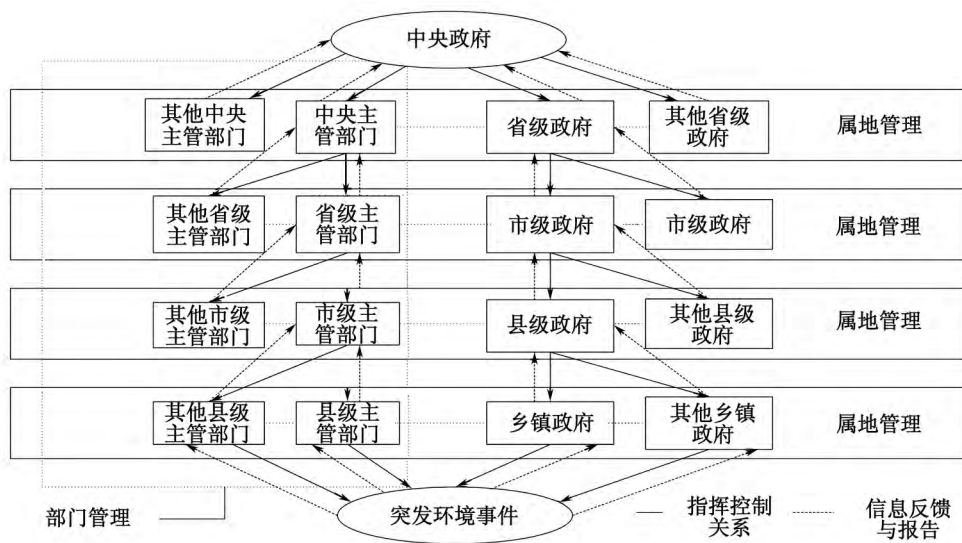 中央政府
其他中央
主管部门
中央主
管部门
省级政府
其他省级
政府
属地管理
其他省级
主管部门
省级主
管部门
市级政府
市级政府
属地管理
其他市级
主管部门
市级主
管部门
县级政府
其他县级
政府
属地管理
其他县级
主管部门
县级主
管部门
乡镇政府
其他乡镇
政府
属地管理
部门管理
突发环境事件
指挥控制
关系
信息反馈
与报告